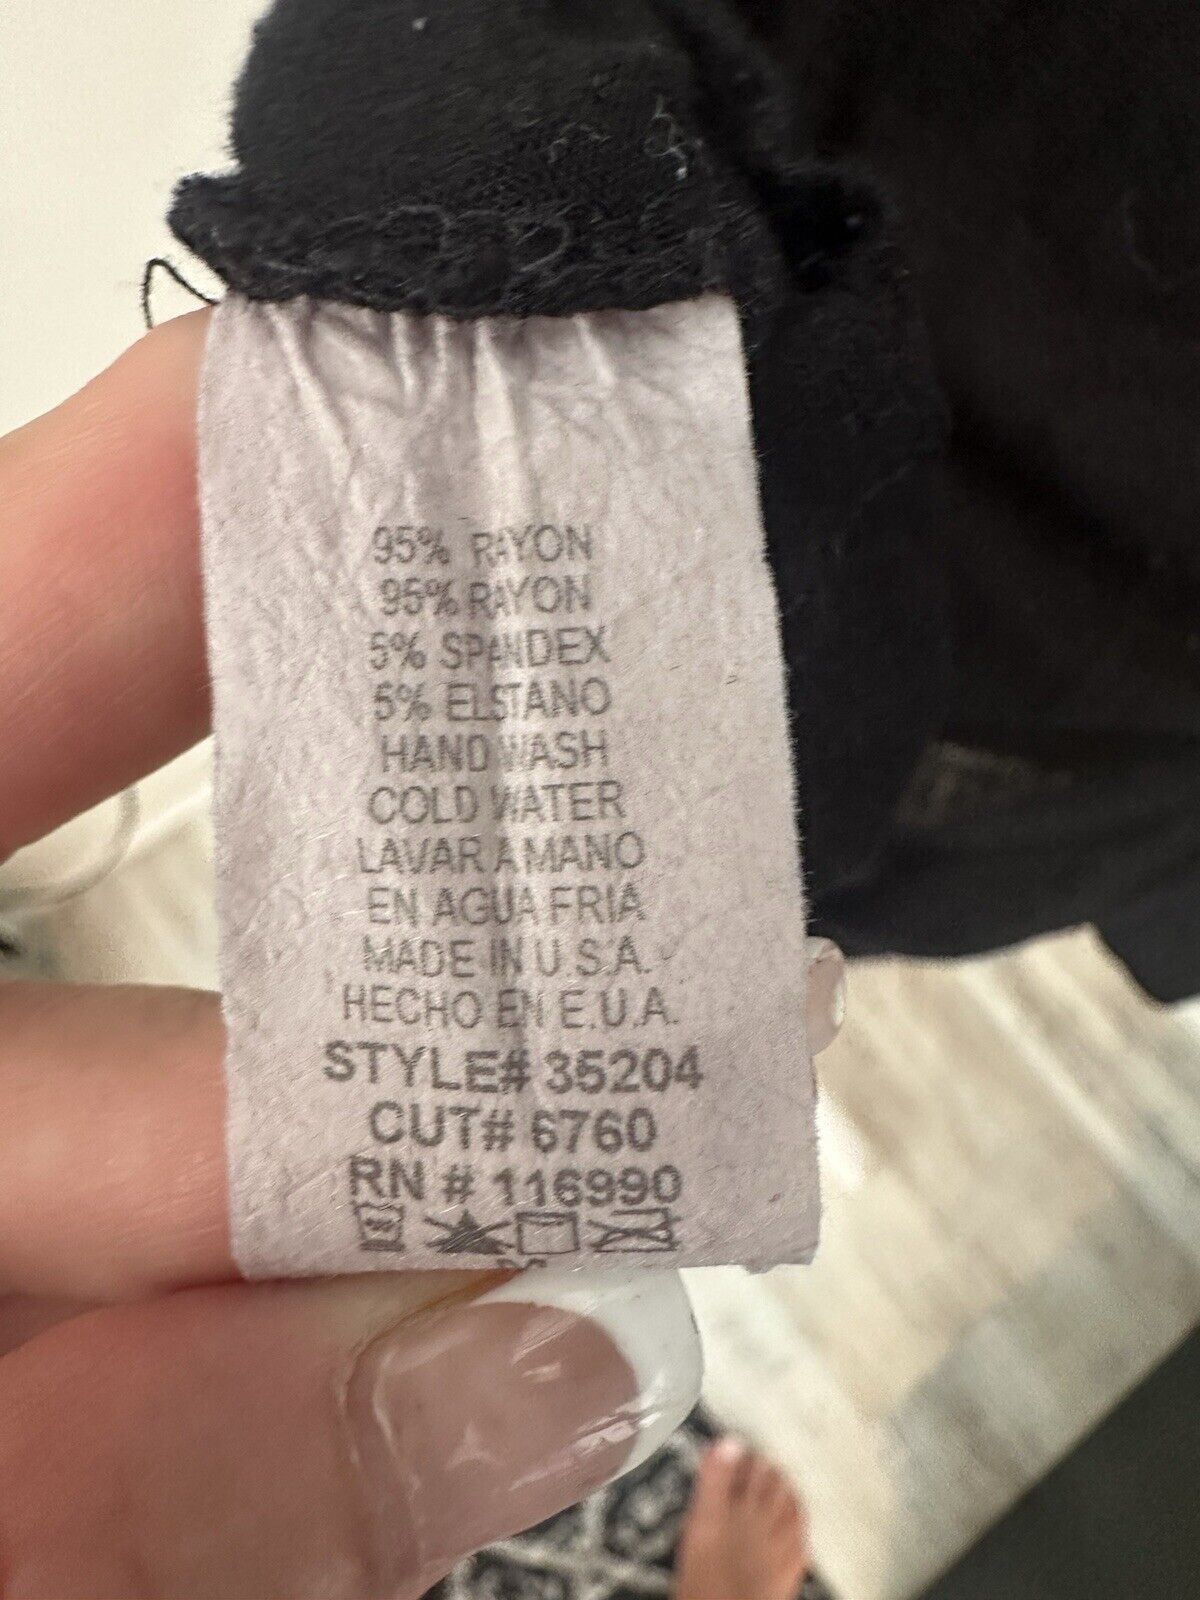 95% RAYON
95% RAYON
5% SPANDEX
5% ELSTANO
HAND WASH
COLD WATER
LAVAR A MANO
EN AGUA FRIA
MADE IN U.S.A.
HECHO EN E.U.A.
STYLE# 35204
CUT# 6760
RN # 116990